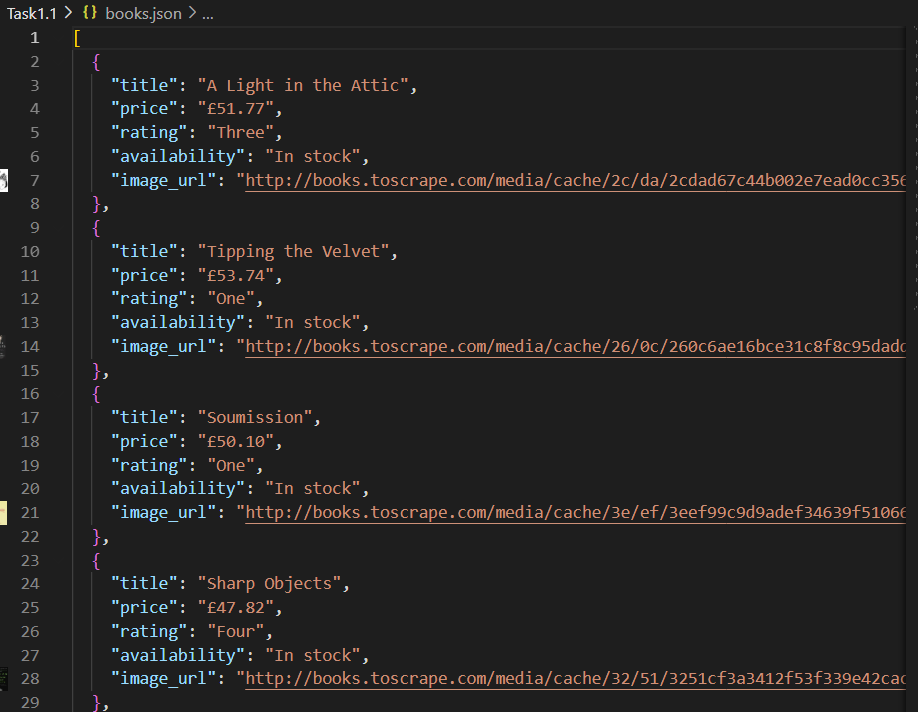 Task1.1 > {} books.json > ...
1 [
2 {
3 "title": "A Light in the Attic",
4 "price": "£51.77",
5 "rating": "Three",
6 "availability": "In stock",
7 "image_url": "http://books.toscrape.com/media/cache/2c/da/2cdad67c44b002e7ead0cc356
8 },
9 {
10 "title": "Tipping the Velvet",
11 "price": "£53.74",
12 "rating": "One",
13 "availability": "In stock",
14 "image_url": "http://books.toscrape.com/media/cache/26/0c/260c6ae16bce31c8f8c95dadc
15 },
16 {
17 "title": "Soumission",
18 "price": "£50.10",
19 "rating": "One",
20 "availability": "In stock",
21 "image_url": "http://books.toscrape.com/media/cache/3e/ef/3eef99c9d9adef34639f51066
22 },
23 {
24 "title": "Sharp Objects",
25 "price": "£47.82",
26 "rating": "Four",
27 "availability": "In stock",
28 "image_url": "http://books.toscrape.com/media/cache/32/51/3251cf3a3412f53f339e42cac
29 },